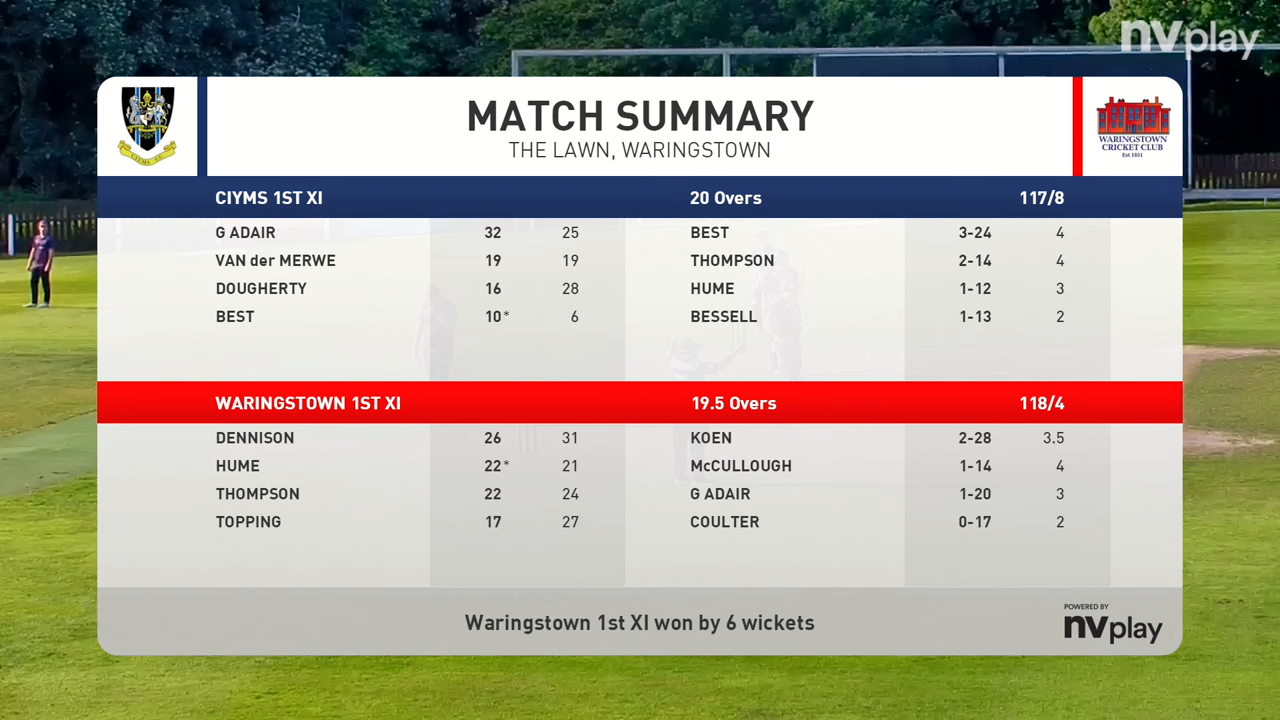 nvplay
MATCH SUMMARY
THE LAWN, WARINGSTOWN
CIYMS CC
WARINGSTOWN
CRICKET CLUB
Est 1851
CIYMS 1ST XI 20 Overs 117/8
G ADAIR 32 25 BEST 3-24 4
VAN der MERWE 19 19 THOMPSON 2-14 4
DOUGHERTY 16 28 HUME 1-12 3
BEST 10* 6 BESSELL 1-13 2
WARINGSTOWN 1ST XI 19.5 Overs 118/4
DENNISON 26 31 KOEN 2-28 3.5
HUME 22* 21 McCULLOUGH 1-14 4
THOMPSON 22 24 G ADAIR 1-20 3
TOPPING 17 27 COULTER 0-17 2
Waringstown 1st XI won by 6 wickets
POWERED BY
nvplay